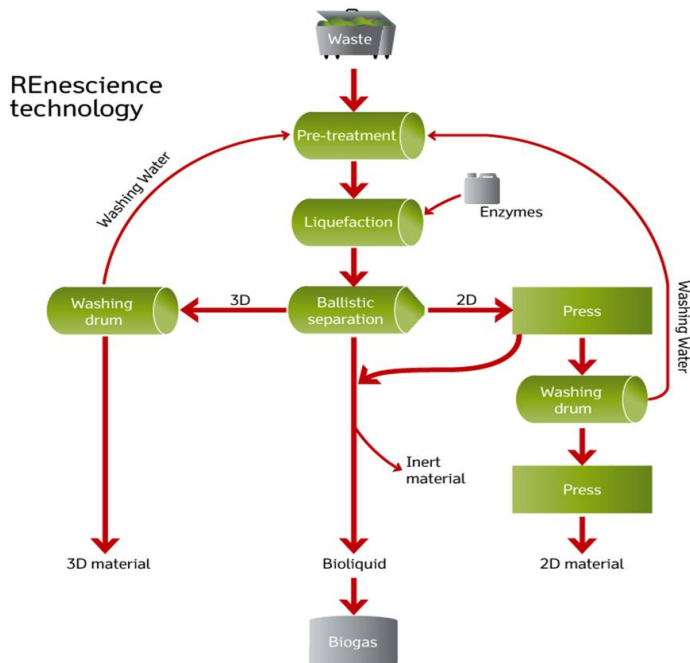 Waste
REnescience
technology
Pre-treatment
Washing Water
Enzymes
Liquefaction
Washing
drum
3D
Ballistic
separation
2D
Press
Washing Water
Washing
drum
Inert
material
Press
3D material
Bioliquid
2D material
Biogas